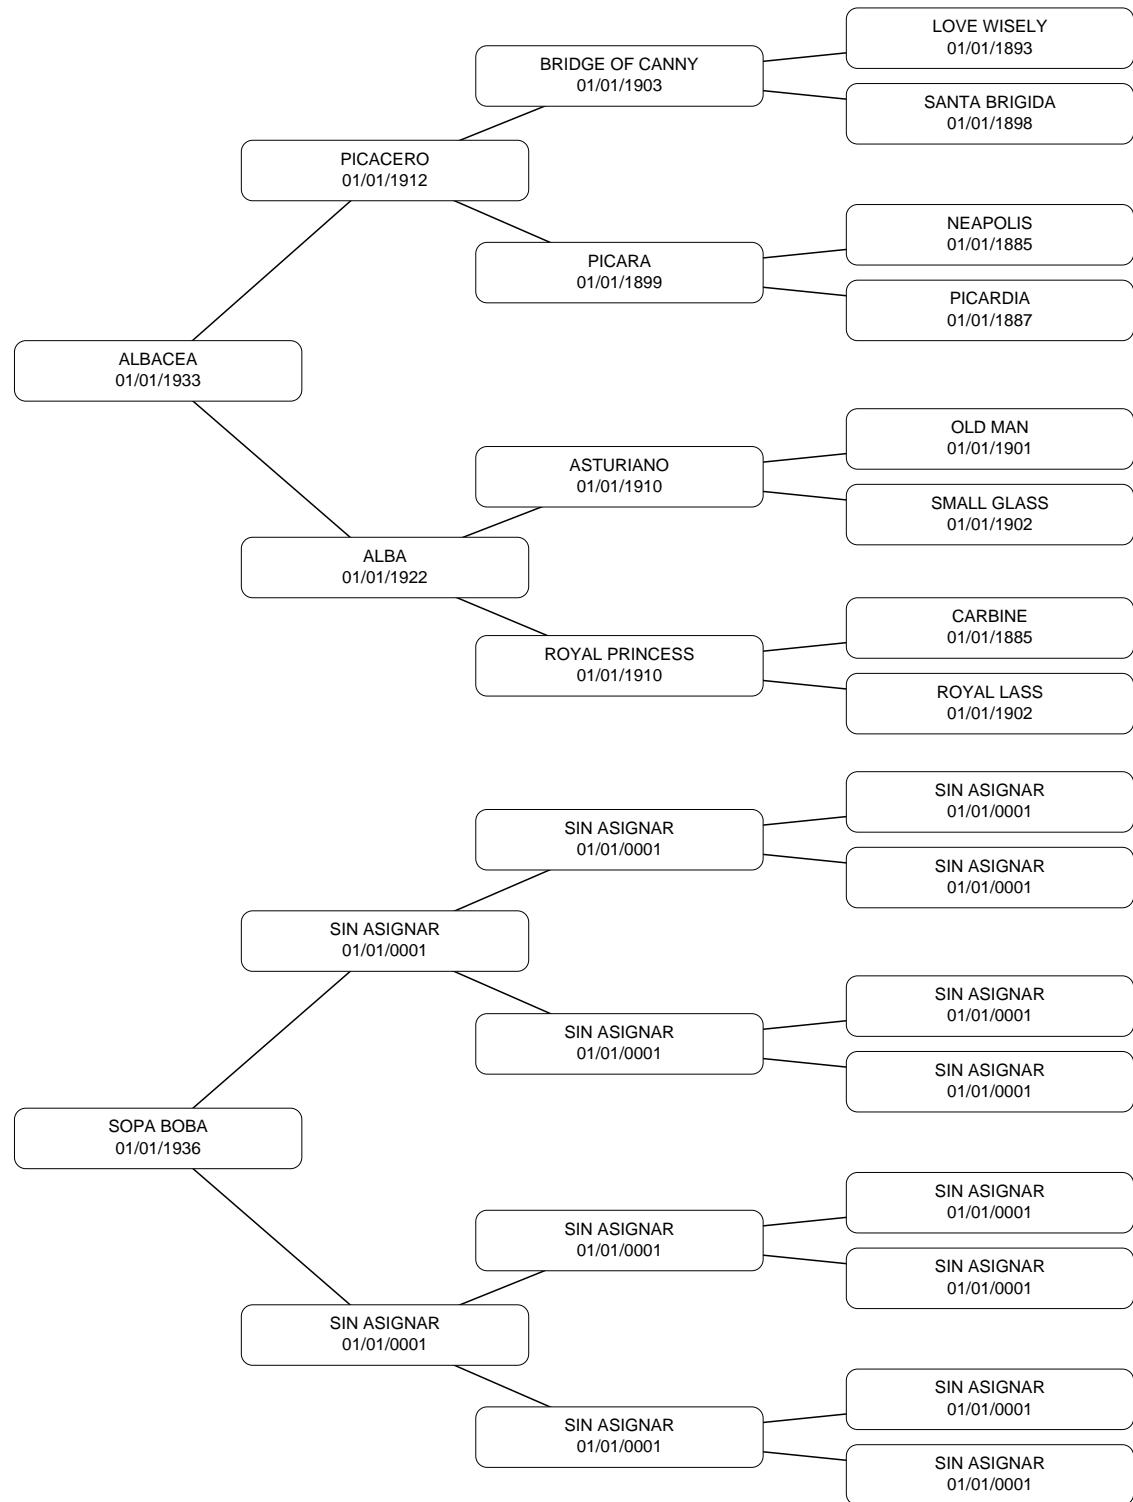 LOVE WISELY
01/01/1893
BRIDGE OF CANNY
01/01/1903
SANTA BRIGIDA
01/01/1898
PICACERO
01/01/1912
NEAPOLIS
01/01/1885
PICARA
01/01/1899
PICARDIA
01/01/1887
ALBACEA
01/01/1933
OLD MAN
01/01/1901
ASTURIANO
01/01/1910
SMALL GLASS
01/01/1902
ALBA
01/01/1922
CARBINE
01/01/1885
ROYAL PRINCESS
01/01/1910
ROYAL LASS
01/01/1902
SIN ASIGNAR
01/01/0001
SIN ASIGNAR
01/01/0001
SIN ASIGNAR
01/01/0001
SIN ASIGNAR
01/01/0001
SIN ASIGNAR
01/01/0001
SIN ASIGNAR
01/01/0001
SIN ASIGNAR
01/01/0001
SOPA BOBA
01/01/1936
SIN ASIGNAR
01/01/0001
SIN ASIGNAR
01/01/0001
SIN ASIGNAR
01/01/0001
SIN ASIGNAR
01/01/0001
SIN ASIGNAR
01/01/0001
SIN ASIGNAR
01/01/0001
SIN ASIGNAR
01/01/0001